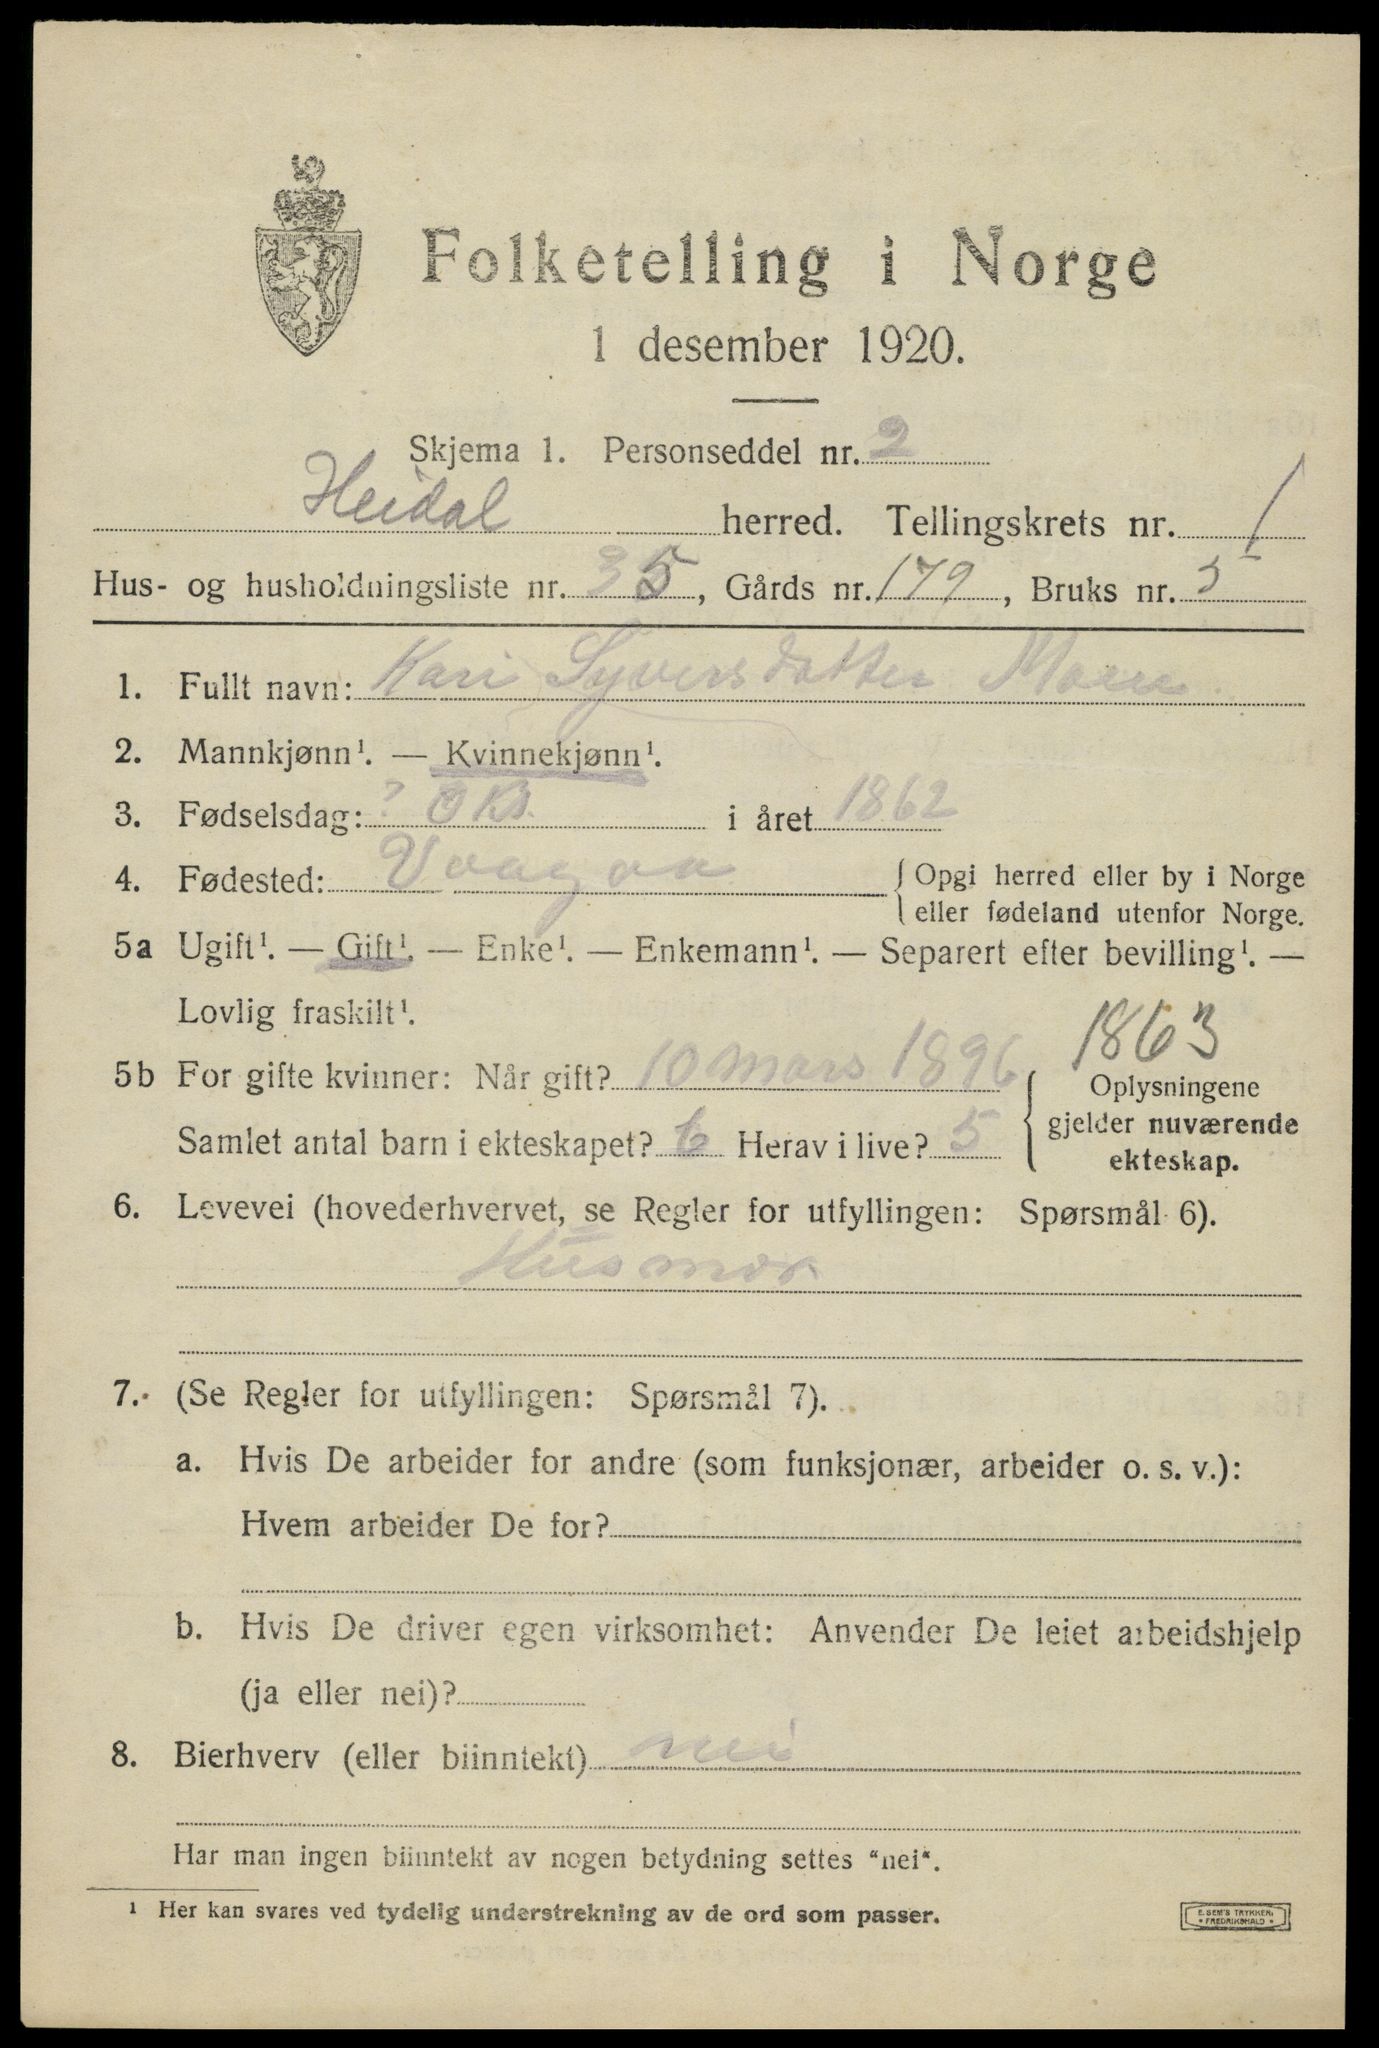 Folketelling i Norge
1 desember 1920.
Skjema 1. Personseddel nr. 2
Heidal herred. Tellingskrets nr. 1
Hus- og husholdningsliste nr. 35, Gårds nr. 179, Bruks nr. 5
1. Fullt navn: Kari Syversdatter Moen
2. Mannkjønn¹. — Kvinnekjønn¹.
3. Fødselsdag: ? Okt. i året 1862
4. Fødested: Vaagaa { Opgi herred eller by i Norge
eller fødeland utenfor Norge.
5a Ugift¹. — Gift¹. — Enke¹. — Enkemann¹. — Separert efter bevilling¹. —
Lovlig fraskilt¹.
1863
5b For gifte kvinner: Når gift? 10 mars 1896 { Oplysningene
gjelder nuværende
Samlet antal barn i ekteskapet? 6 Herav i live? 5
ekteskap.
6. Levevei (hovederhvervet, se Regler for utfyllingen: Spørsmål 6).
Husmor
7. (Se Regler for utfyllingen: Spørsmål 7).
a. Hvis De arbeider for andre (som funksjonær, arbeider o. s. v.):
Hvem arbeider De for?
b. Hvis De driver egen virksomhet: Anvender De leiet arbeidshjelp
(ja eller nei)?
8. Bierhverv (eller biinntekt) nei
Har man ingen biinntekt av nogen betydning settes "nei".
¹ Her kan svares ved tydelig understrekning av de ord som passer.
E. SEM'S TRYKKERI
FREDRIKSHALD